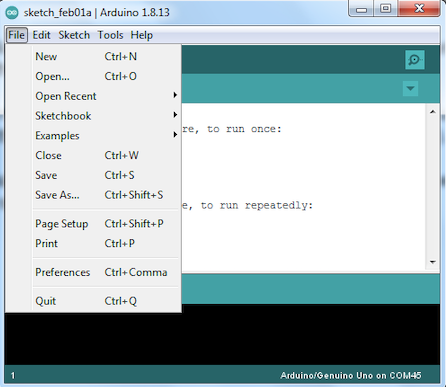 sketch_feb01a | Arduino 1.8.13
File Edit Sketch Tools Help
New Ctrl+N
Open... Ctrl+O
Open Recent
Sketchbook
Examples
Close Ctrl+W
Save Ctrl+S
Save As... Ctrl+Shift+S
Page Setup Ctrl+Shift+P
Print Ctrl+P
Preferences Ctrl+Comma
Quit Ctrl+Q
re, to run once:
e, to run repeatedly:
1 Arduino/Genuino Uno on COM45